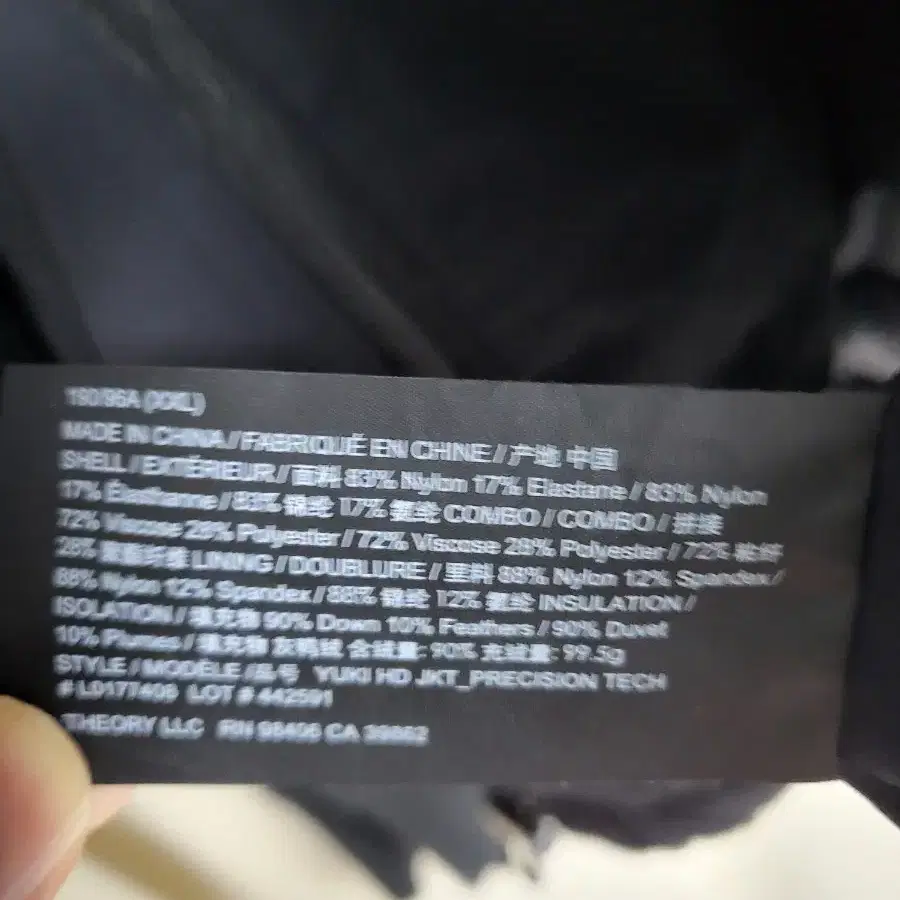 MADE IN CHINA / FABRIQUÉ EN CHINE / 产地 中国
SHELL / EXTÉRIEUR / 面料 83% Nylon 17% Elastane / 83% Nylon
17% Élasthanne / 83% 锦纶 17% 氨纶 COMBO / COMBO / 拼接
72% Viscose 28% Polyester / 72% Viscose 28% Polyester / 72% 粘纤
28% 聚酯纤维 LINING / DOUBLURE / 里料 88% Nylon 12% Spandex /
88% Nylon 12% Spandex / 88% 锦纶 12% 氨纶 INSULATION /
ISOLATION / 填充物 90% Down 10% Feathers / 90% Duvet
10% Plumes / 填充物 灰鸭绒 含绒量: 90% 充绒量: 99.5g
STYLE / MODÈLE / 品号 YUKI HD JKT_PRECISION TECH
LOT # 442591
THEORY LLC RN 98406 CA